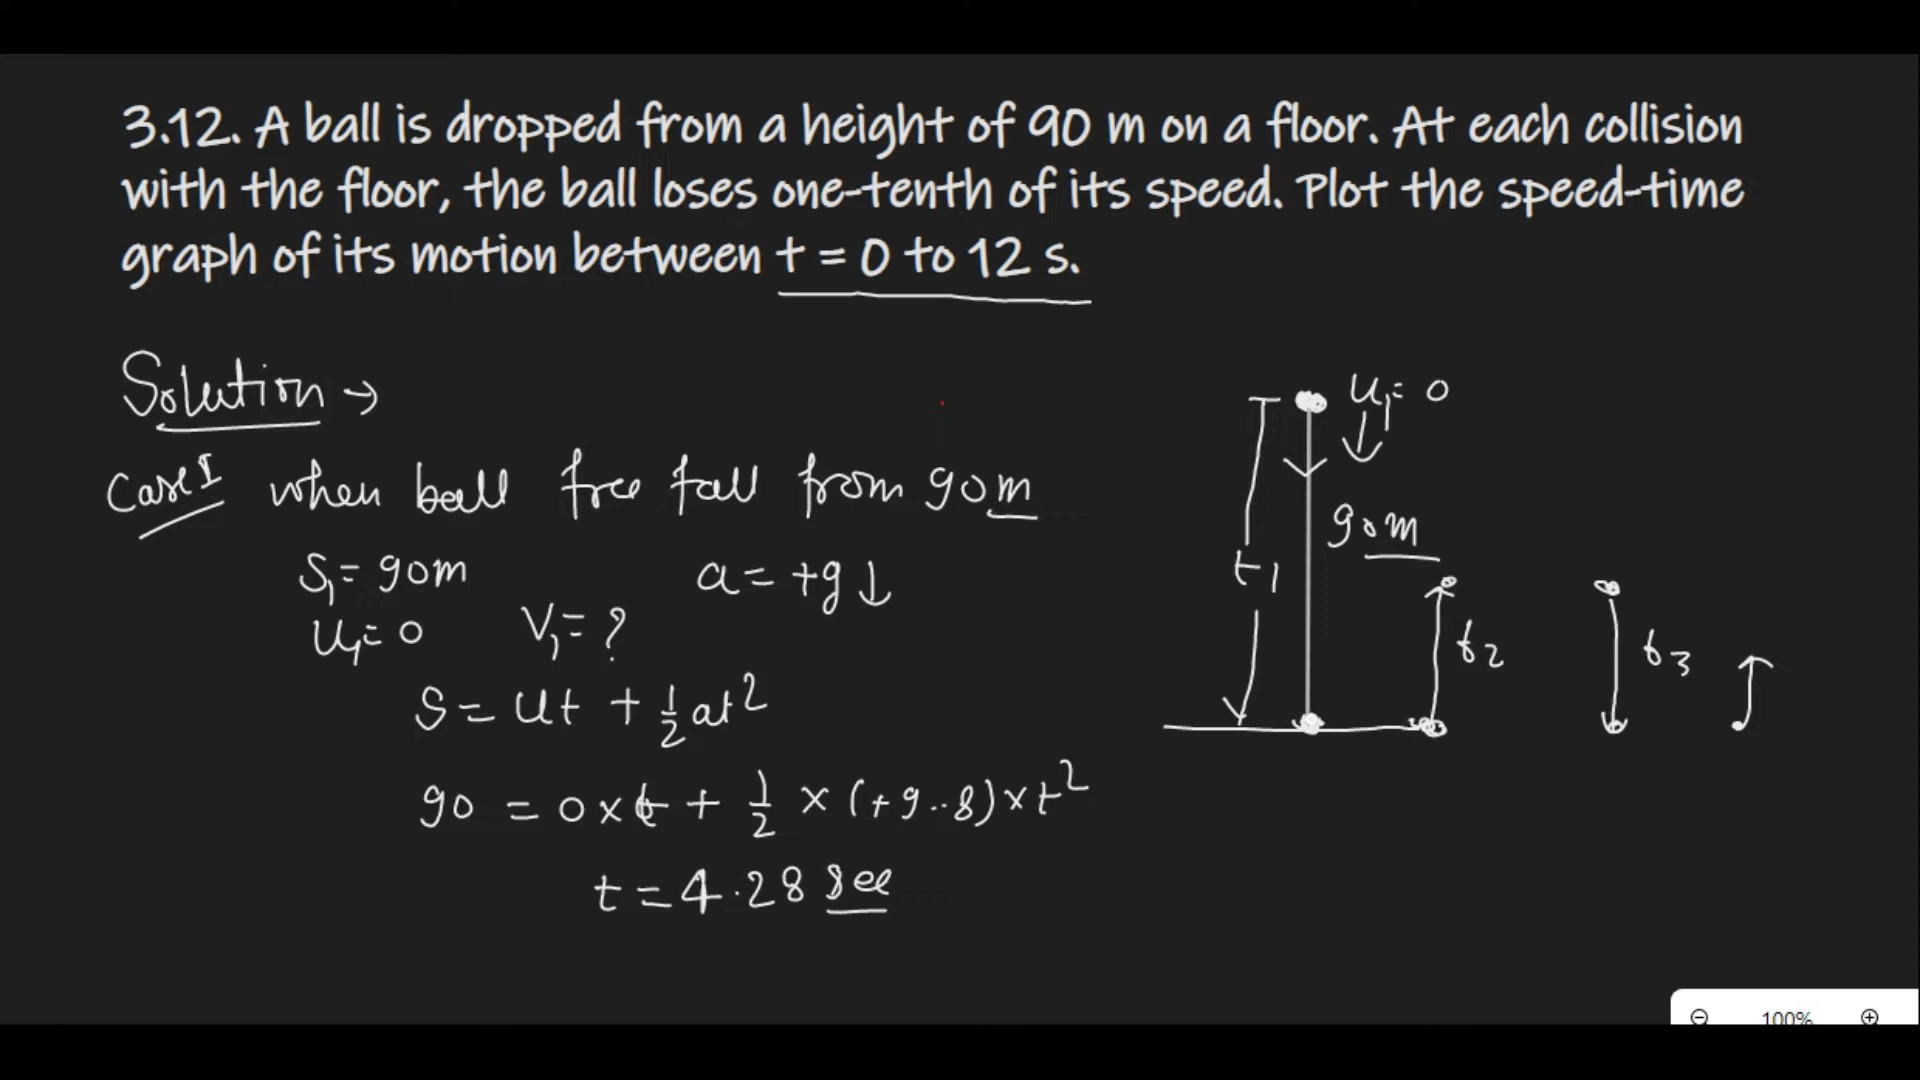 3.12. A ball is dropped from a height of 90 m on a floor. At each collision
with the floor, the ball loses one-tenth of its speed. Plot the speed-time
graph of its motion between t = 0 to 12 s.
Solution →
Case I when ball free fall from 90m
S₁= 90m a = +g ↓
U₁= 0 V₁= ?
S = Ut + 1/2 at²
90 = 0 × t + 1/2 × (+9..8) × t²
t = 4.28 sec
U₁= 0
90m
t₁
t₂
t₃
100%